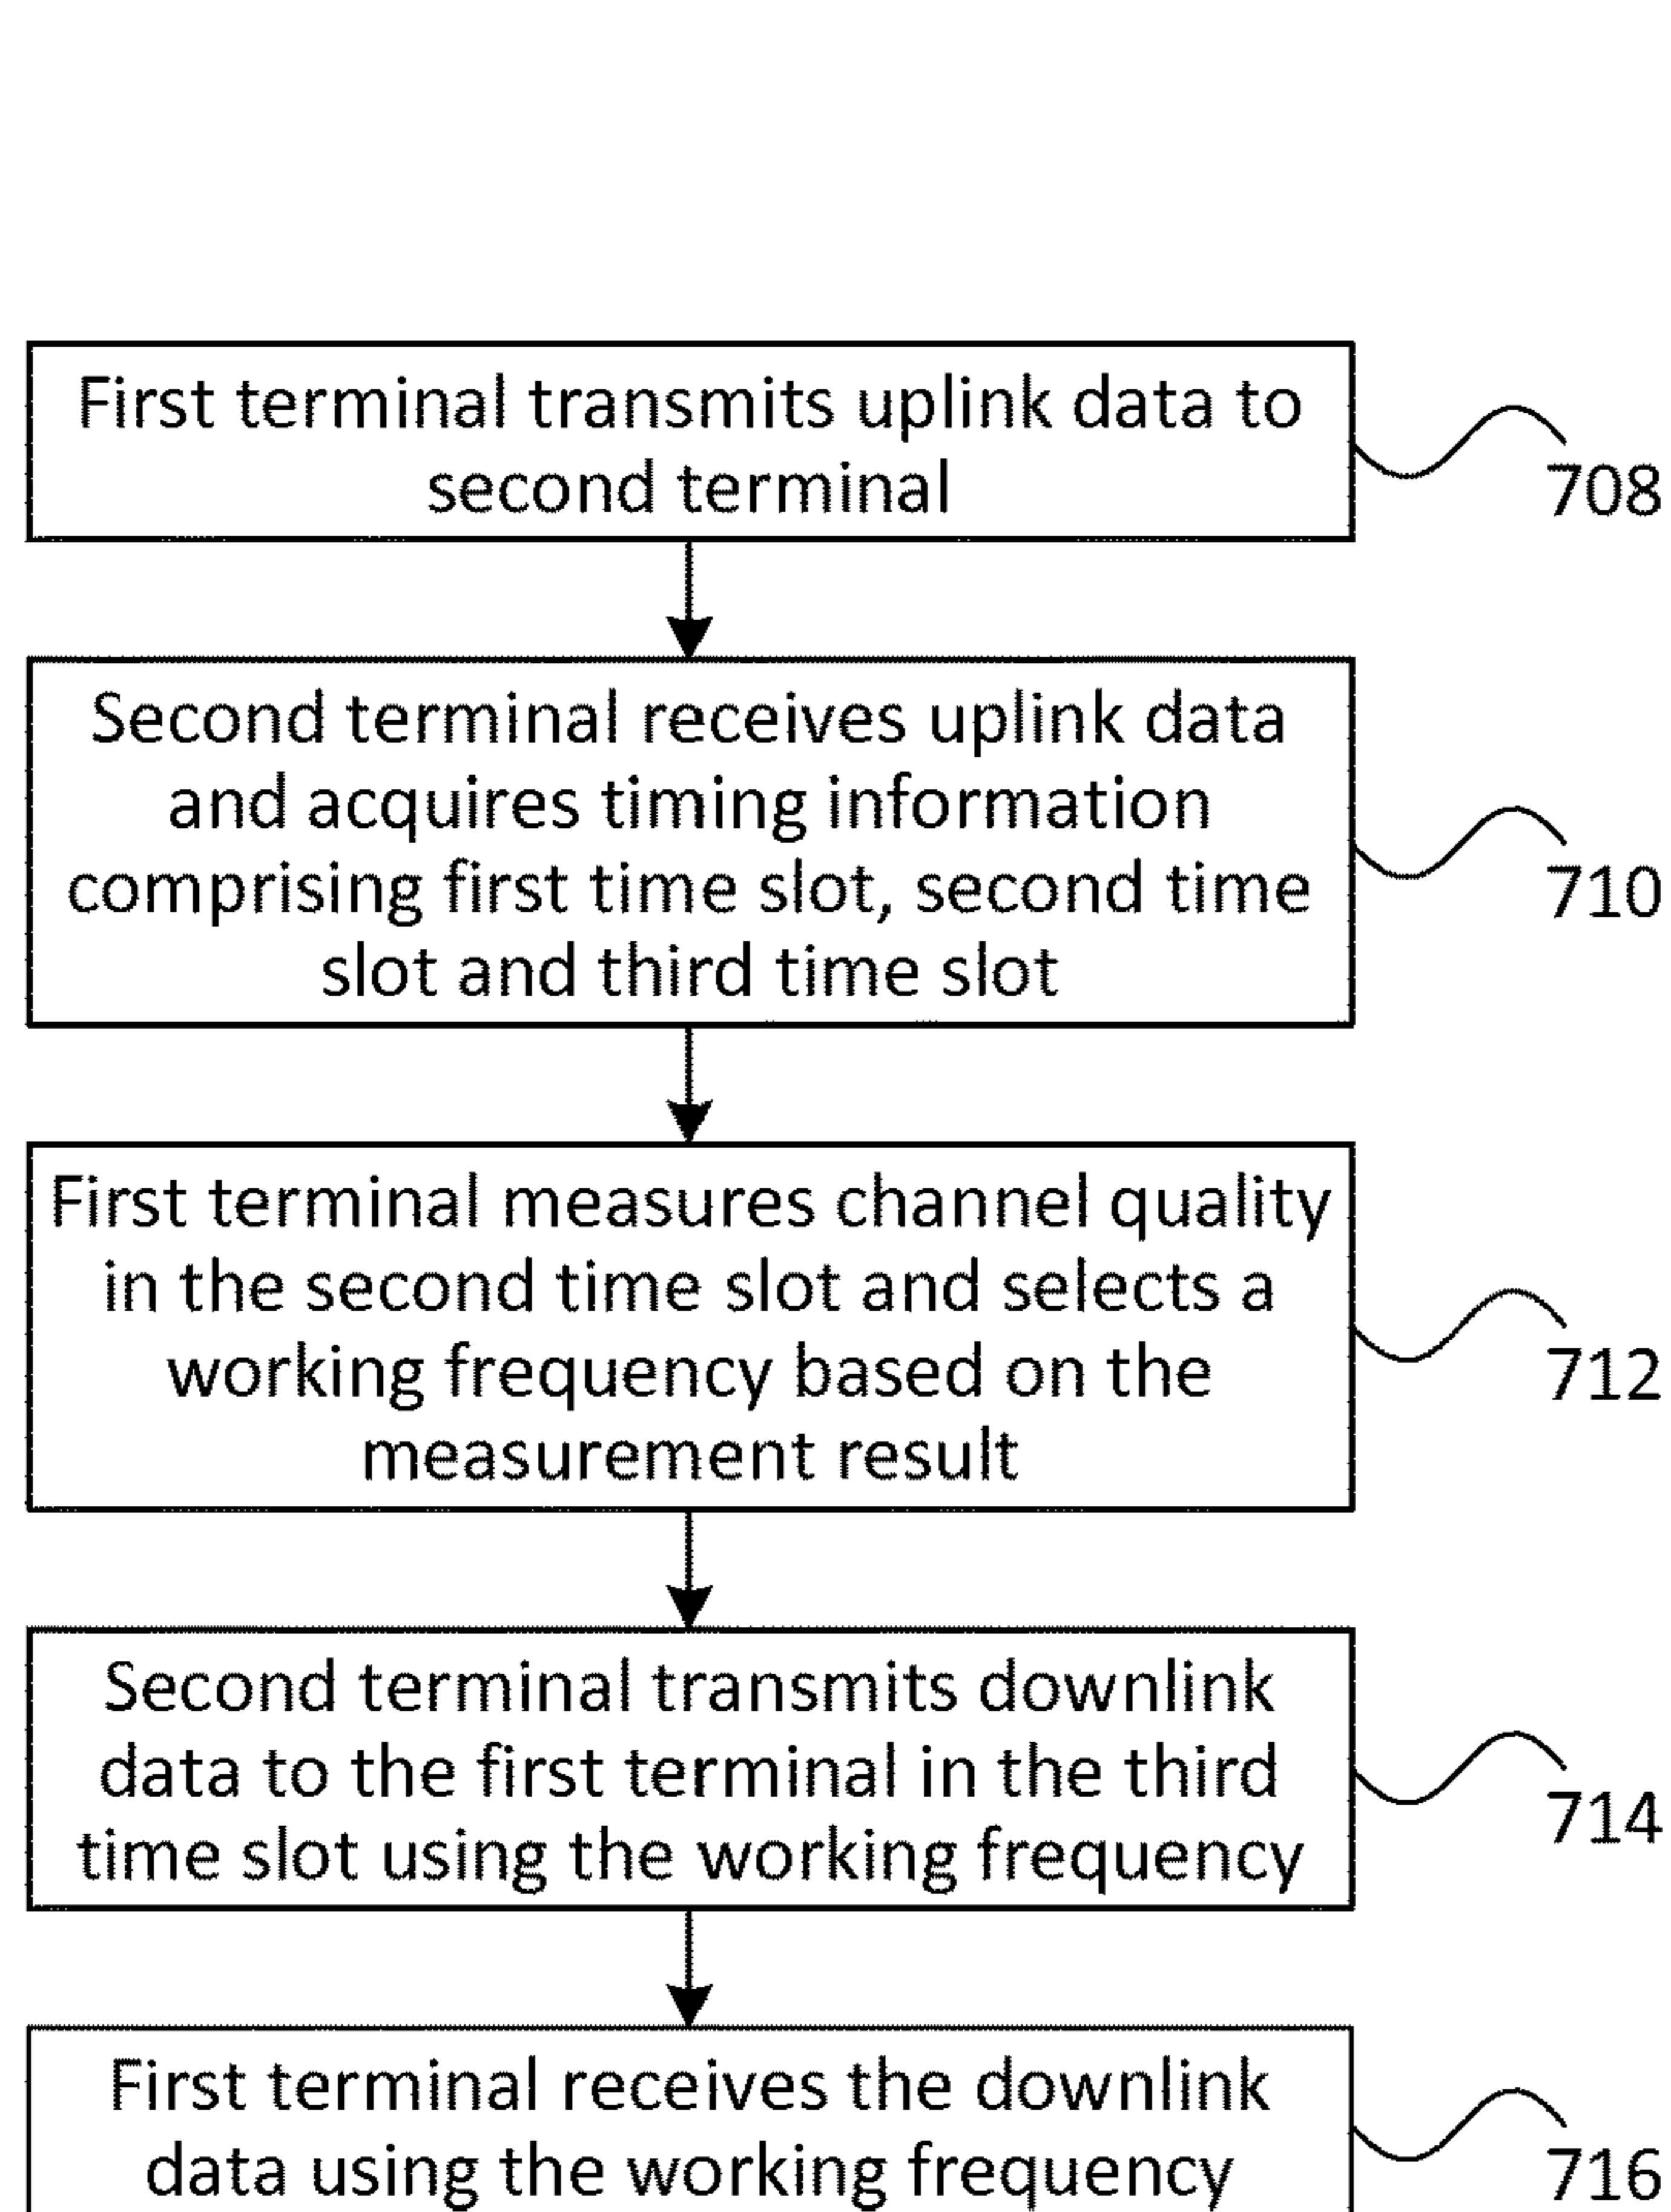 First terminal transmits uplink data to
second terminal
708
Second terminal receives uplink data
and acquires timing information
comprising first time slot, second time
slot and third time slot
710
First terminal measures channel quality
in the second time slot and selects a
working frequency based on the
measurement result
712
Second terminal transmits downlink
data to the first terminal in the third
time slot using the working frequency
714
First terminal receives the downlink
data using the working frequency
716